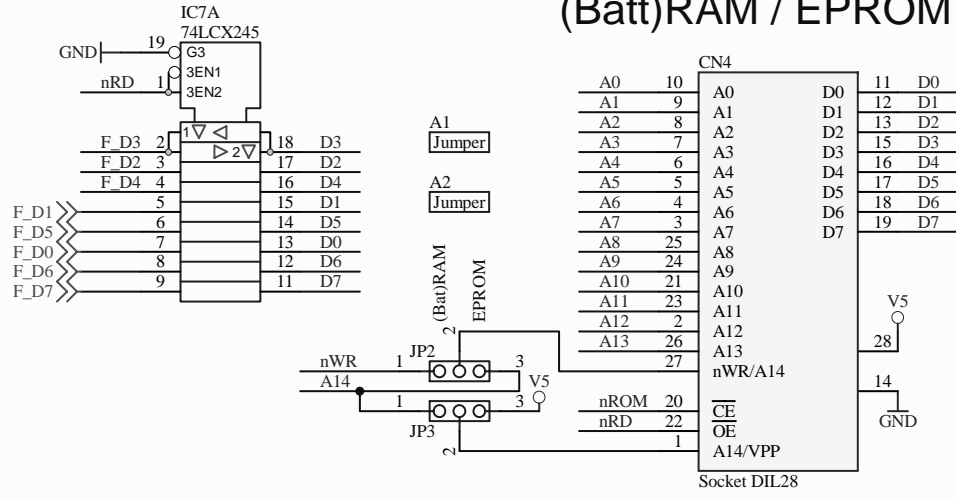 (Batt)RAM / EPROM
IC7A
74LCX245
GND 19 G3
3EN1
nRD 1 3EN2
1
F_D3 2 2 18 D3
F_D2 3 17 D2
F_D4 4 16 D4
F_D1 5 15 D1
F_D5 6 14 D5
F_D0 7 13 D0
F_D6 8 12 D6
F_D7 9 11 D7
A1
Jumper
A2
Jumper
(Bat)RAM
EPROM
2
JP2
nWR 1 3
A14
V5
1 3
JP3
2
CN4
A0 10 A0 D0 11 D0
A1 9 A1 D1 12 D1
A2 8 A2 D2 13 D2
A3 7 A3 D3 15 D3
A4 6 A4 D4 16 D4
A5 5 A5 D5 17 D5
A6 4 A6 D6 18 D6
A7 3 A7 D7 19 D7
A8 25 A8
A9 24 A9
A10 21 A10
A11 23 A11
A12 2 A12
A13 26 A13
27 nWR/A14
nROM 20 CE
nRD 22 OE
1 A14/VPP
V5
28
14
GND
Socket DIL28